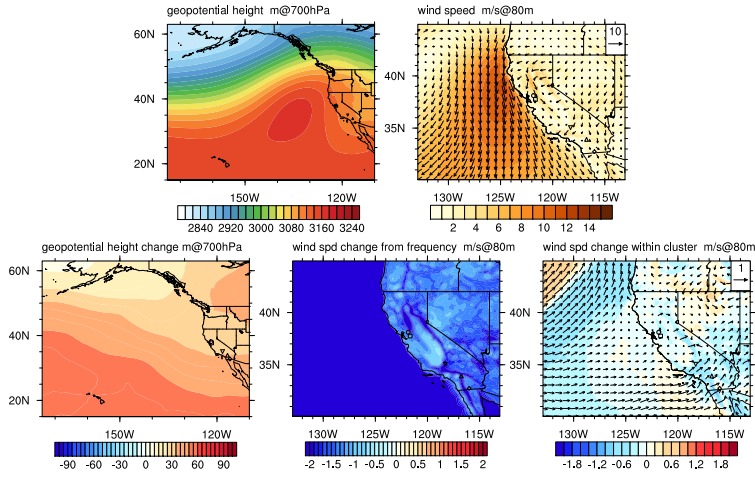 geopotential height  m@700hPa
wind speed  m/s@80m
60N
40N
20N
150W
120W
2840 2920 3000 3080 3160 3240
10
40N
35N
130W
125W
120W
115W
2 4 6 8 10 12 14
geopotential height change m@700hPa
wind spd change from frequency  m/s@80m
wind spd change within cluster  m/s@80m
60N
40N
20N
150W
120W
-90 -60 -30 0 30 60 90
40N
35N
130W
125W
120W
115W
-2 -1.5 -1 -0.5 0 0.5 1 1.5 2
1
40N
35N
130W
125W
120W
115W
-1.8 -1.2 -0.6 0 0.6 1.2 1.8